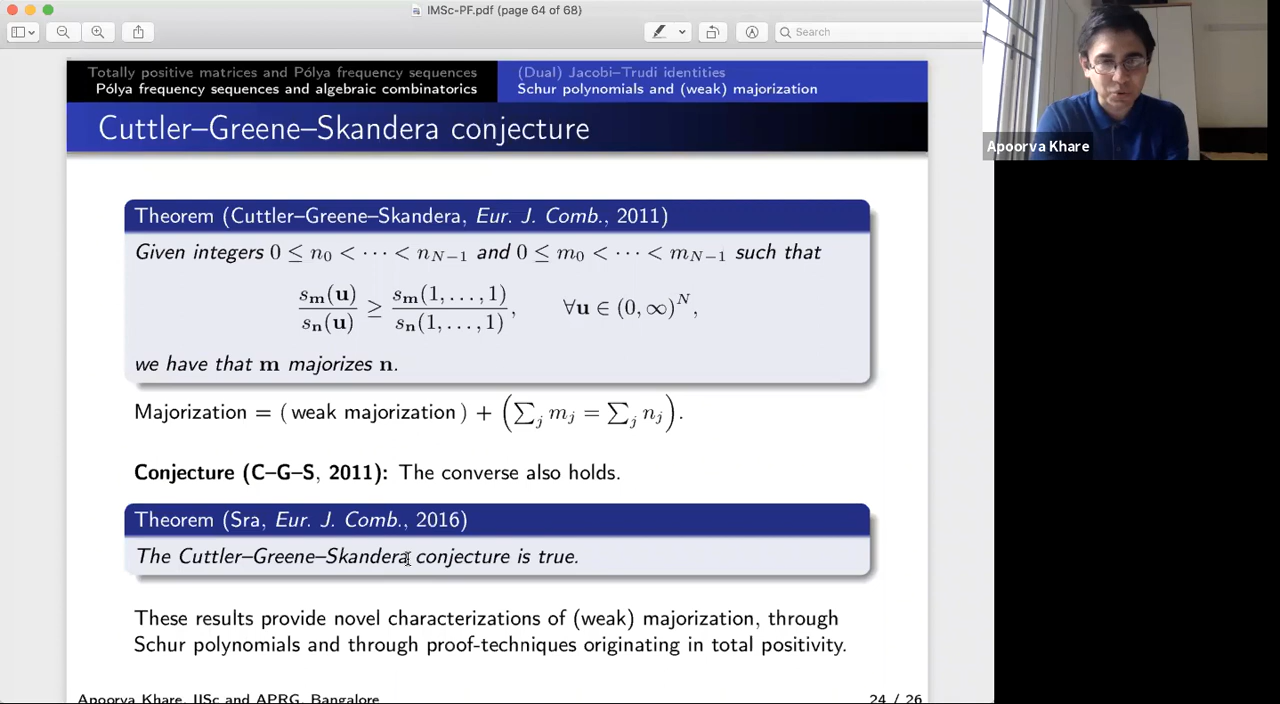 IMSc-PF.pdf (page 64 of 68)
Search
Totally positive matrices and Pólya frequency sequences
Pólya frequency sequences and algebraic combinatorics
(Dual) Jacobi–Trudi identities
Schur polynomials and (weak) majorization
Cuttler–Greene–Skandera conjecture
Apoorva Khare
Theorem (Cuttler–Greene–Skandera, Eur. J. Comb., 2011)
Given integers 0 ≤ n₀ < ⋯ < n_{N−1} and 0 ≤ m₀ < ⋯ < m_{N−1} such that
s_m(u)/s_n(u) ≥ s_m(1, …, 1)/s_n(1, …, 1), ∀u ∈ (0, ∞)^N,
we have that m majorizes n.
Majorization = ( weak majorization ) + (∑_j m_j = ∑_j n_j).
Conjecture (C–G–S, 2011): The converse also holds.
Theorem (Sra, Eur. J. Comb., 2016)
The Cuttler–Greene–Skandera conjecture is true.
These results provide novel characterizations of (weak) majorization, through
Schur polynomials and through proof-techniques originating in total positivity.
Apoorva Khare, IISc and APRG, Bangalore
24 / 26